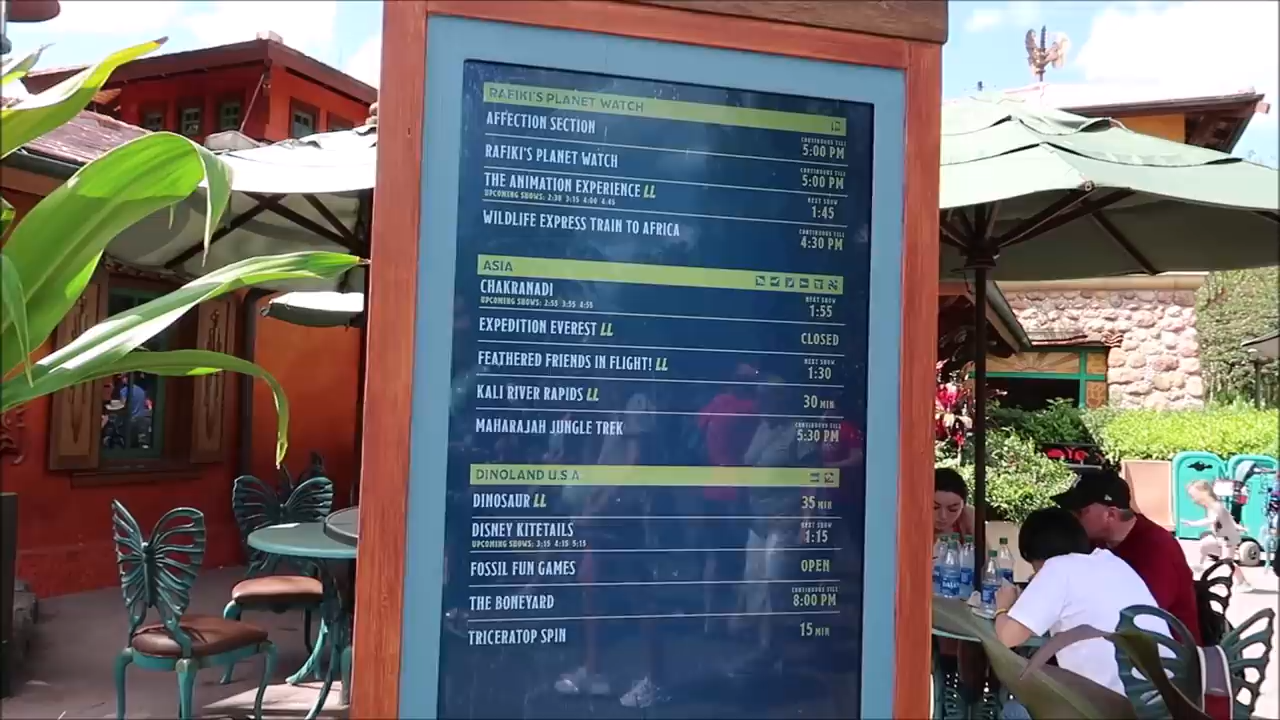 RAFIKI'S PLANET WATCH
AFFECTION SECTION CONTINUOUS TILL 5:00 PM
RAFIKI'S PLANET WATCH CONTINUOUS TILL 5:00 PM
THE ANIMATION EXPERIENCE LL NEXT SHOW 1:45
UPCOMING SHOWS: 2:30 3:15 4:00 4:45
WILDLIFE EXPRESS TRAIN TO AFRICA CONTINUOUS TILL 4:30 PM
ASIA
CHAKRANADI NEXT SHOW 1:55
UPCOMING SHOWS: 2:55 3:55 4:55
EXPEDITION EVEREST LL CLOSED
FEATHERED FRIENDS IN FLIGHT! LL NEXT SHOW 1:30
KALI RIVER RAPIDS LL 30 MIN
MAHARAJAH JUNGLE TREK CONTINUOUS TILL 5:30 PM
DINOLAND U.S.A
DINOSAUR LL 35 MIN
DISNEY KITETAILS NEXT SHOW 1:15
UPCOMING SHOWS: 3:15 4:15 5:15
FOSSIL FUN GAMES OPEN
THE BONEYARD CONTINUOUS TILL 8:00 PM
TRICERATOP SPIN 15 MIN